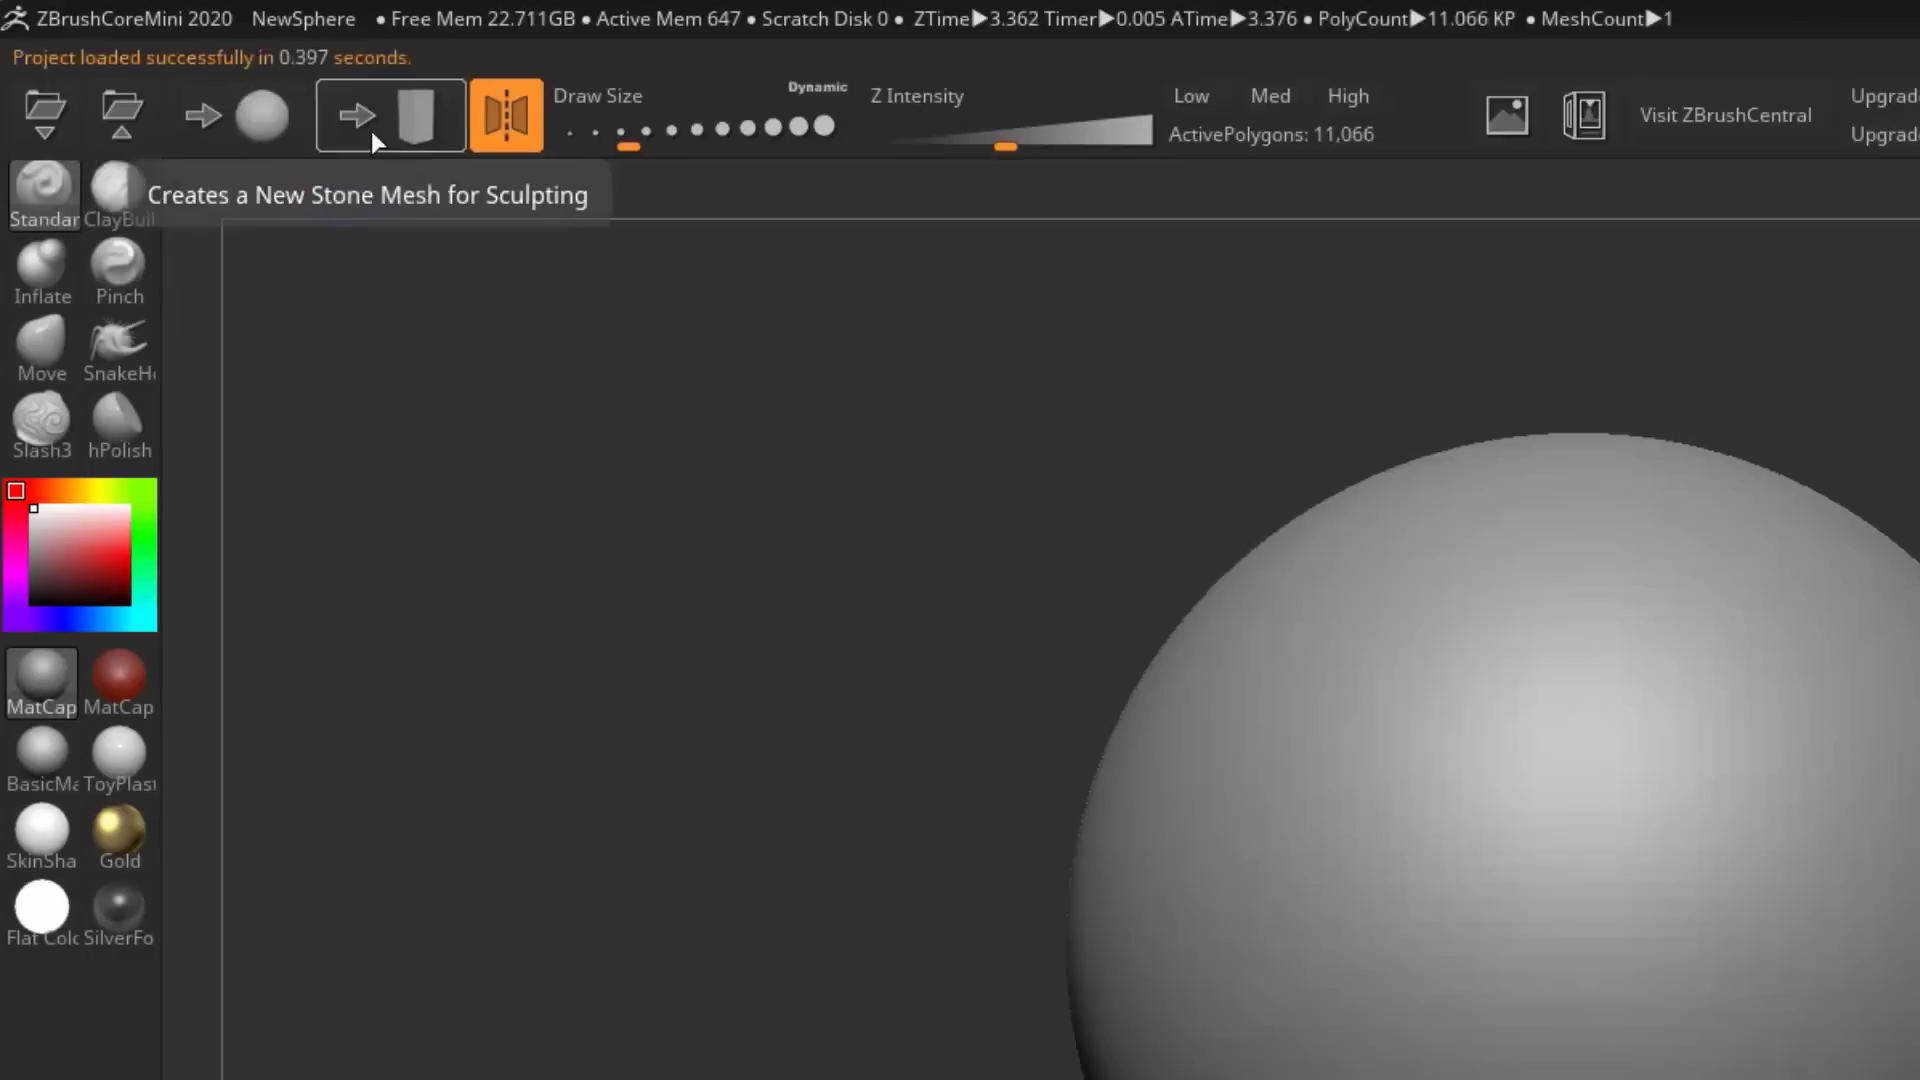 ZBrushCoreMini 2020 NewSphere • Free Mem 22.711GB • Active Mem 647 • Scratch Disk 0 • ZTime▶3.362 Timer▶0.005 ATime▶3.376 • PolyCount▶11.066 KP • MeshCount▶1
Project loaded successfully in 0.397 seconds.
Draw Size Dynamic Z Intensity Low Med High Upgrad
ActivePolygons: 11,066 Visit ZBrushCentral Upgrad
Creates a New Stone Mesh for Sculpting
Standar ClayBuil
Inflate Pinch
Move SnakeH
Slash3 hPolish
MatCap MatCap
BasicMa ToyPlast
SkinSha Gold
Flat Colo SilverFo